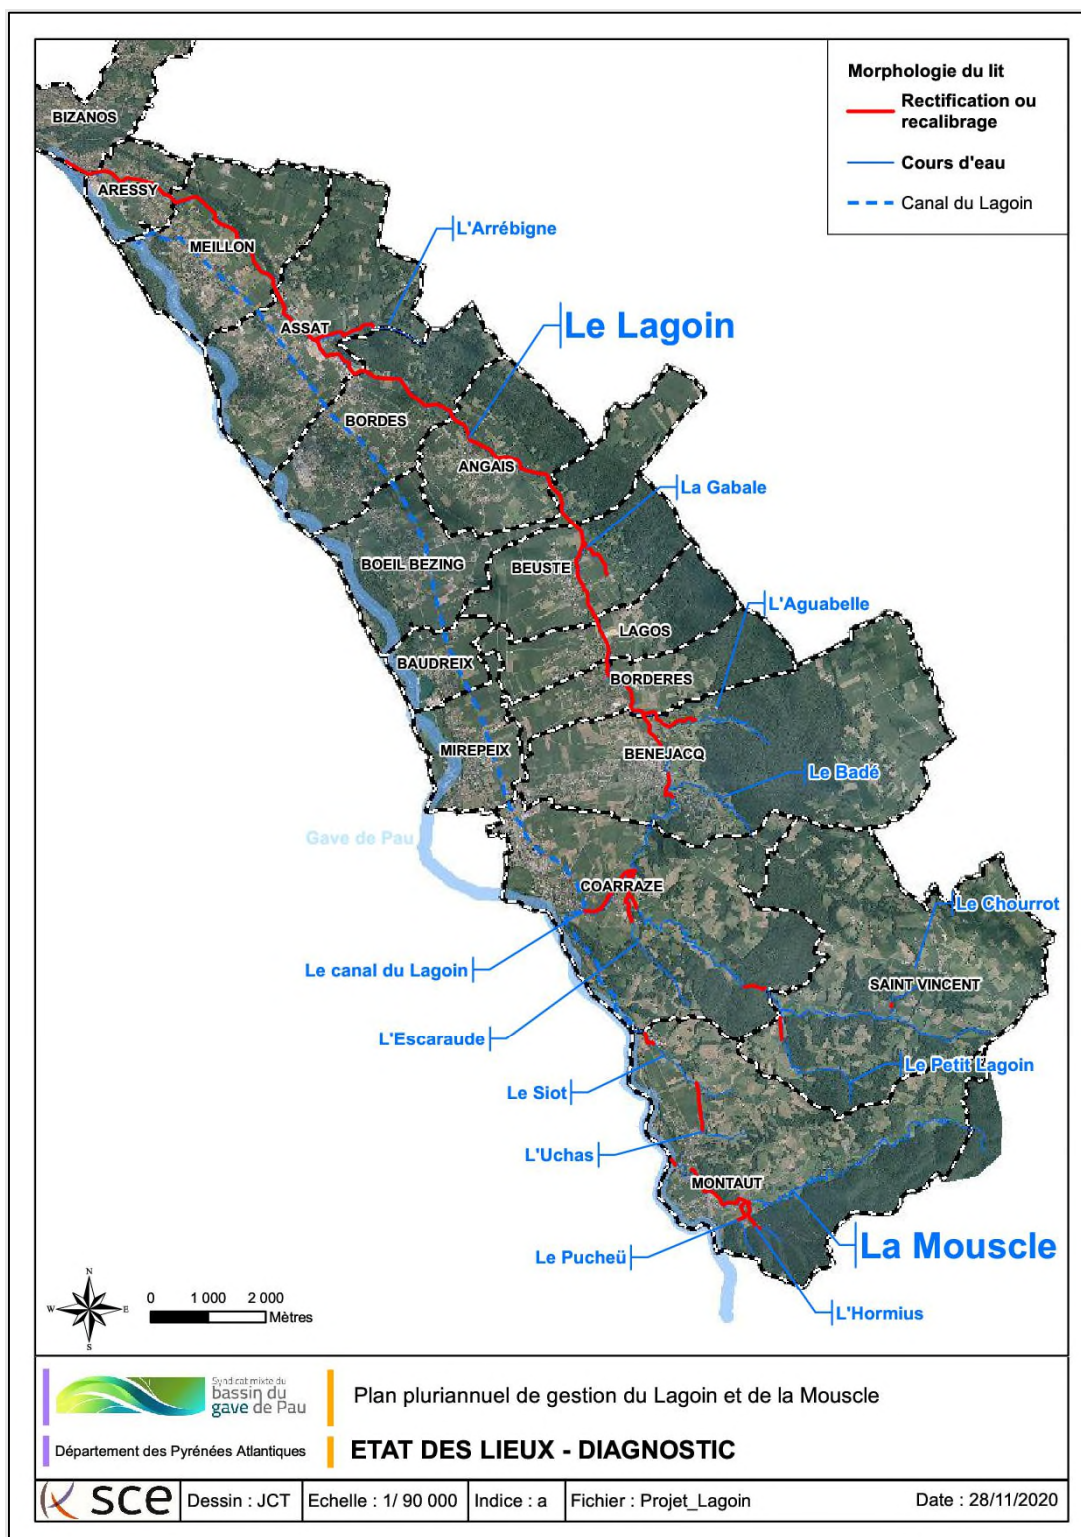 Morphologie du lit
Rectification ou
recalibrage
Cours d'eau
Canal du Lagoin
BIZANOS
ARESSY
MEILLON
L'Arrébigne
ASSAT
Le Lagoin
BORDES
ANGAIS
La Gabale
BOEIL BEZING
BEUSTE
L'Aguabelle
LAGOS
BAUDREIX
BORDERES
MIREPEIX
BENEJACQ
Le Badé
Gave de Pau
COARRAZE
Le Chourrot
Le canal du Lagoin
SAINT VINCENT
L'Escaraude
Le Petit Lagoin
Le Siot
L'Uchas
MONTAUT
Le Pucheü
La Mouscle
L'Hormius
N
W E
S
0 1 000 2 000
Mètres
Syndicat mixte du
bassin du
gave de Pau
Plan pluriannuel de gestion du Lagoin et de la Mouscle
Département des Pyrénées Atlantiques
ETAT DES LIEUX - DIAGNOSTIC
sce
Dessin : JCT
Echelle : 1/ 90 000
Indice : a
Fichier : Projet_Lagoin
Date : 28/11/2020